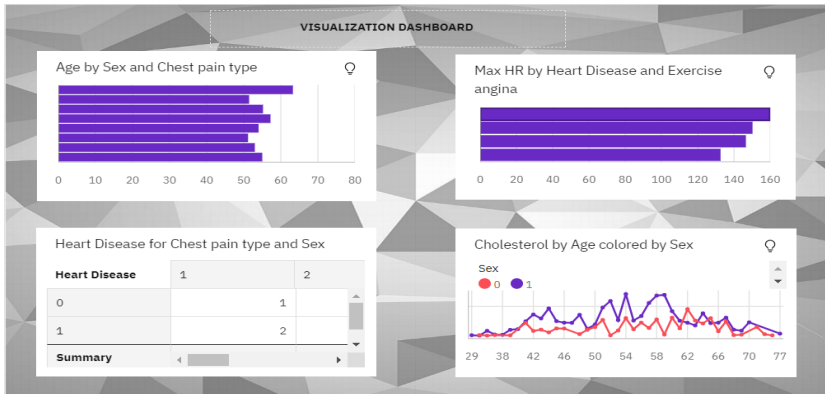 VISUALIZATION DASHBOARD
Age by Sex and Chest pain type
0 10 20 30 40 50 60 70 80
Max HR by Heart Disease and Exercise
angina
0 20 40 60 80 100 120 140 160
Heart Disease for Chest pain type and Sex
Heart Disease 1 2
0 1
1 2
Summary
Cholesterol by Age colored by Sex
Sex
0 1
29 38 42 46 50 54 58 62 66 70 77